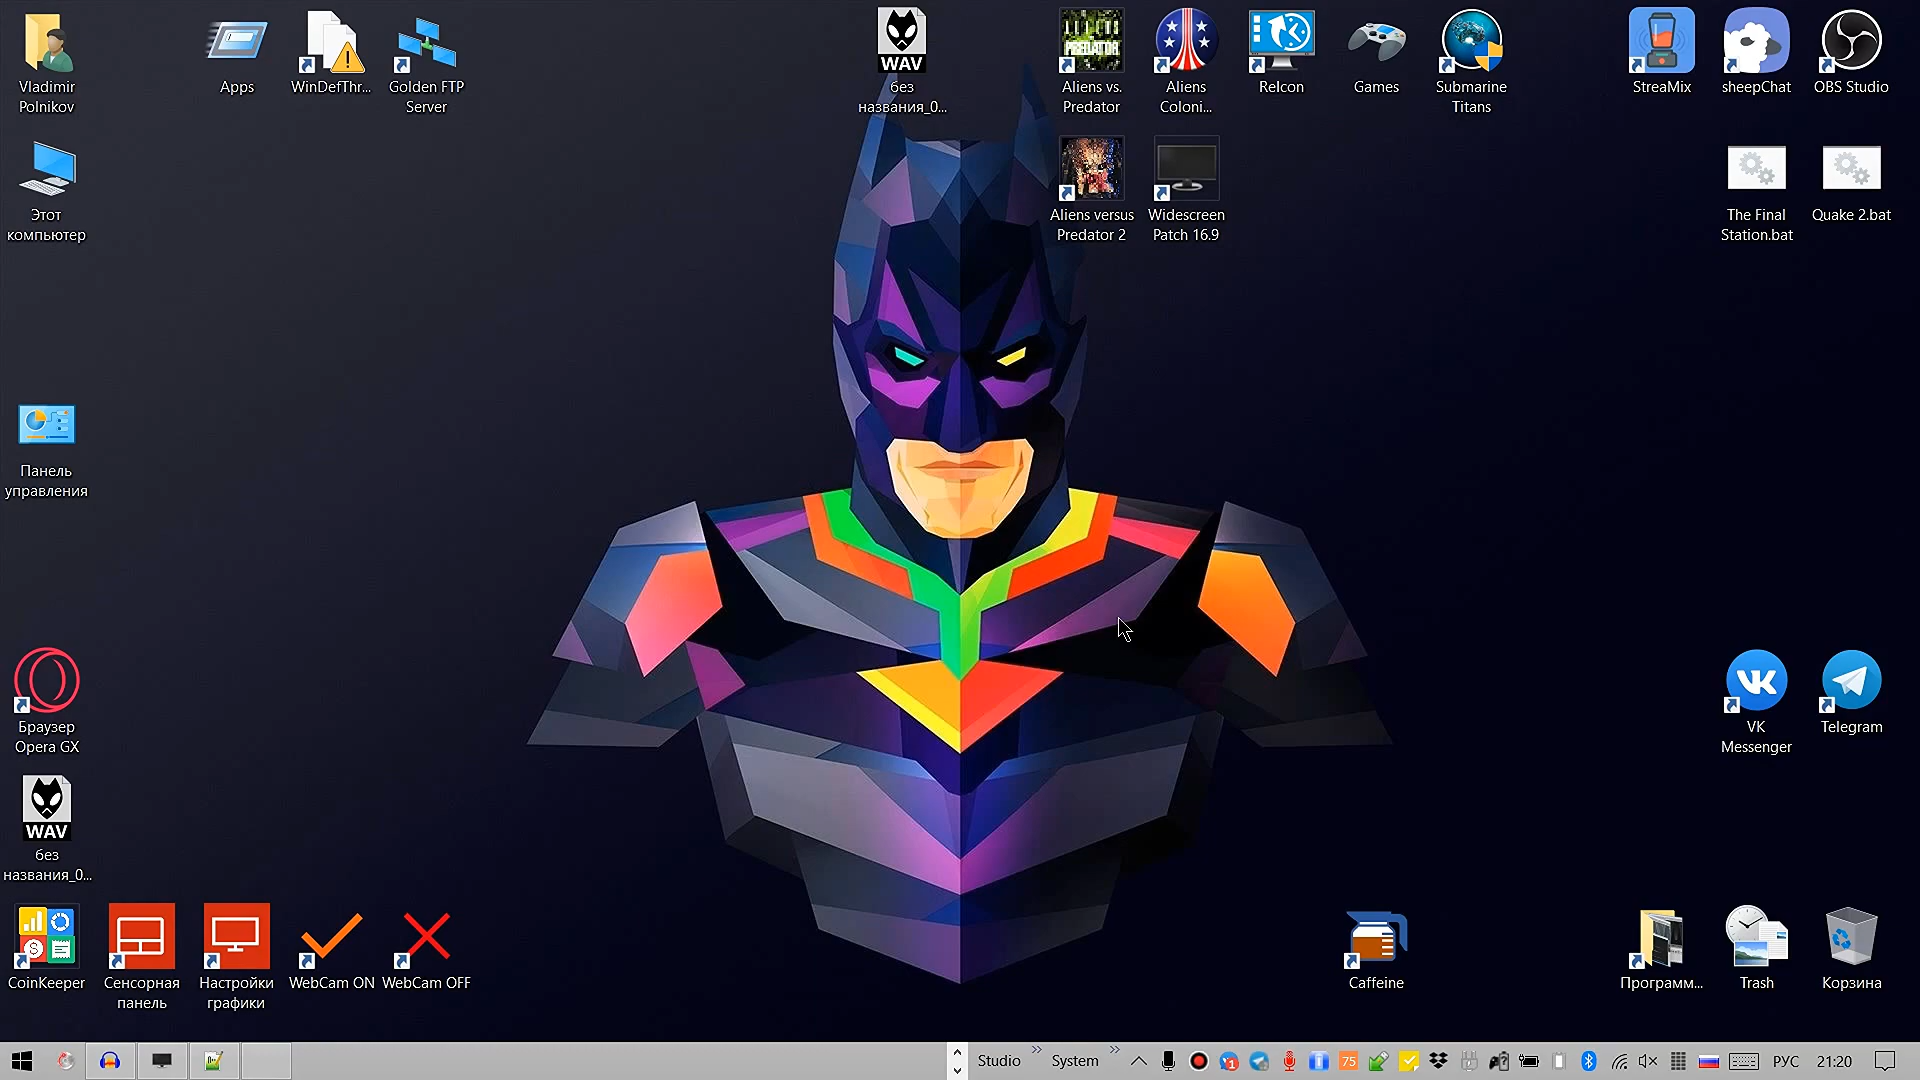 Vladimir
Polnikov
Apps
WinDefThr...
Golden FTP
Server
WAV
без
названия_0...
Aliens vs.
Predator
Aliens
Coloni...
ReIcon
Games
Submarine
Titans
StreaMix
sheepChat
OBS Studio
Этот
компьютер
Aliens versus
Predator 2
Widescreen
Patch 16.9
The Final
Station.bat
Quake 2.bat
Панель
управления
Браузер
Opera GX
VK
Messenger
Telegram
WAV
без
названия_0...
CoinKeeper
Сенсорная
панель
Настройки
графики
WebCam ON
WebCam OFF
Caffeine
Программ...
Trash
Корзина
Studio
System
75
РУС
21:20